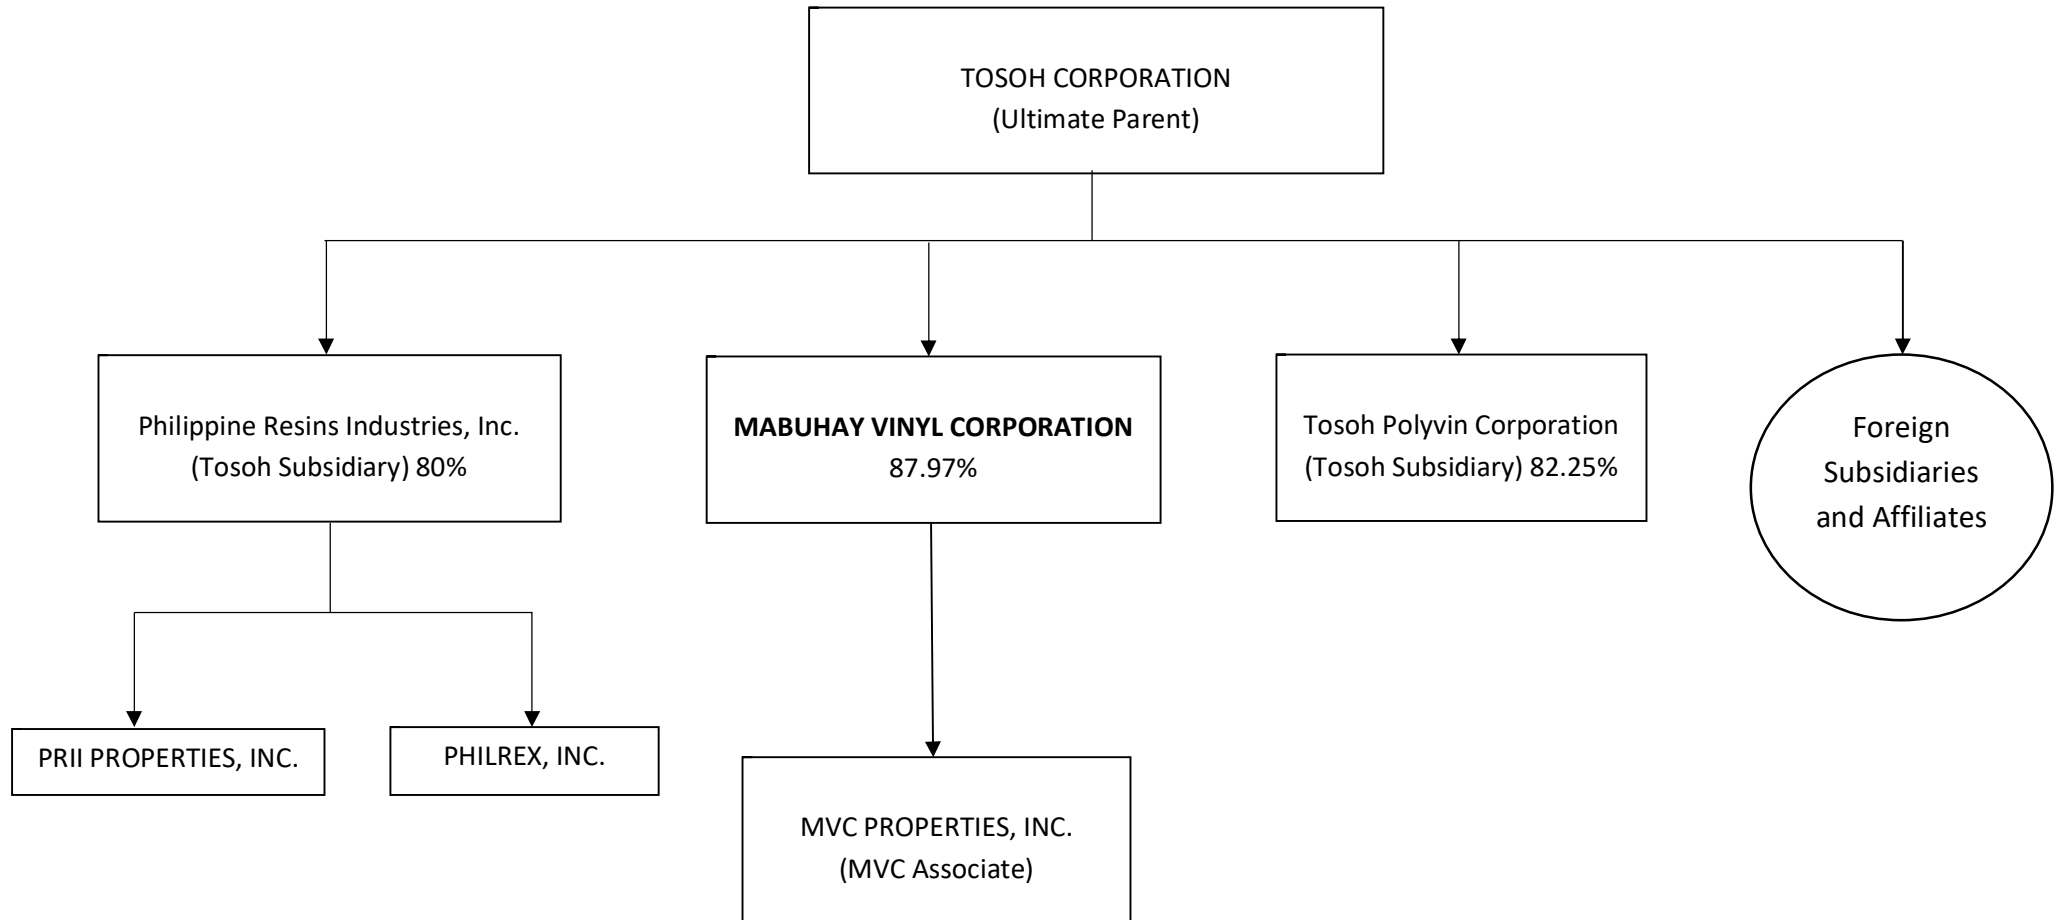 TOSOH CORPORATION
(Ultimate Parent)
Philippine Resins Industries, Inc.
(Tosoh Subsidiary) 80%
MABUHAY VINYL CORPORATION
87.97%
Tosoh Polyvin Corporation
(Tosoh Subsidiary) 82.25%
Foreign
Subsidiaries
and Affiliates
PRII PROPERTIES, INC.
PHILREX, INC.
MVC PROPERTIES, INC.
(MVC Associate)